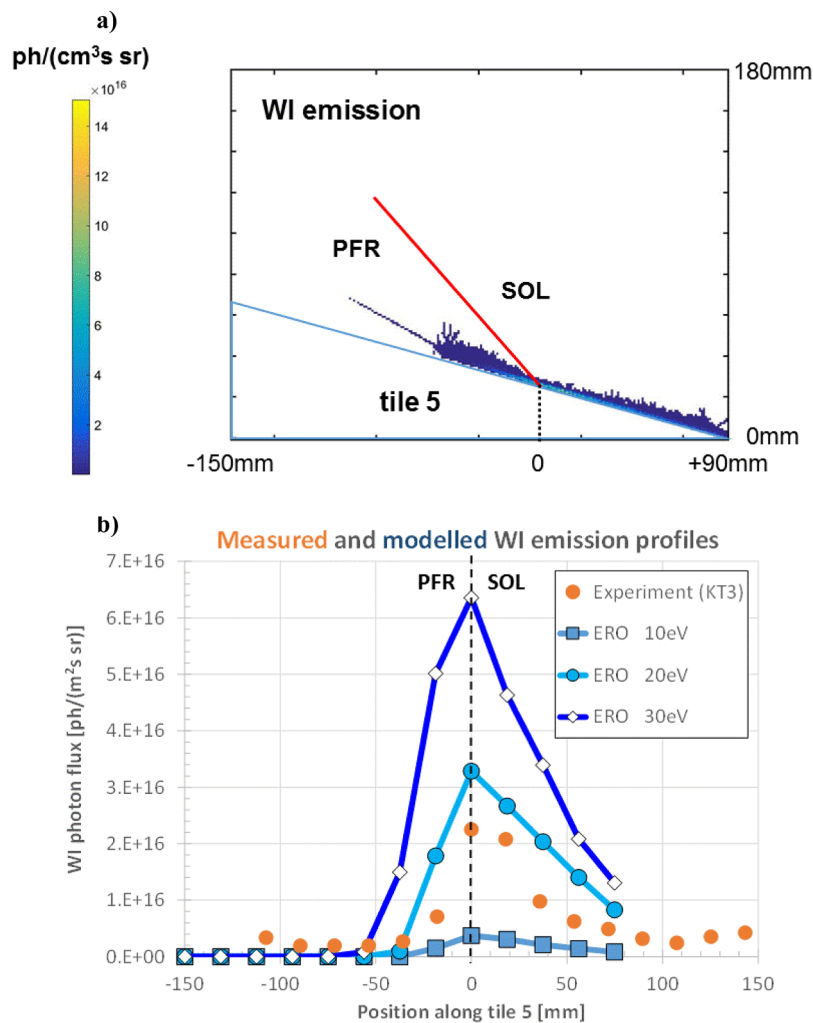 a)
ph/(cm³s sr)
×10¹⁶
14
12
10
8
6
4
2
WI emission
180mm
PFR
SOL
tile 5
0mm
-150mm
0
+90mm
b)
Measured and modelled WI emission profiles
7.E+16
6.E+16
5.E+16
4.E+16
3.E+16
2.E+16
1.E+16
0.E+00
WI photon flux [ph/(m²s sr)]
PFR
SOL
Experiment (KT3)
ERO 10eV
ERO 20eV
ERO 30eV
-150 -100 -50 0 50 100 150
Position along tile 5 [mm]